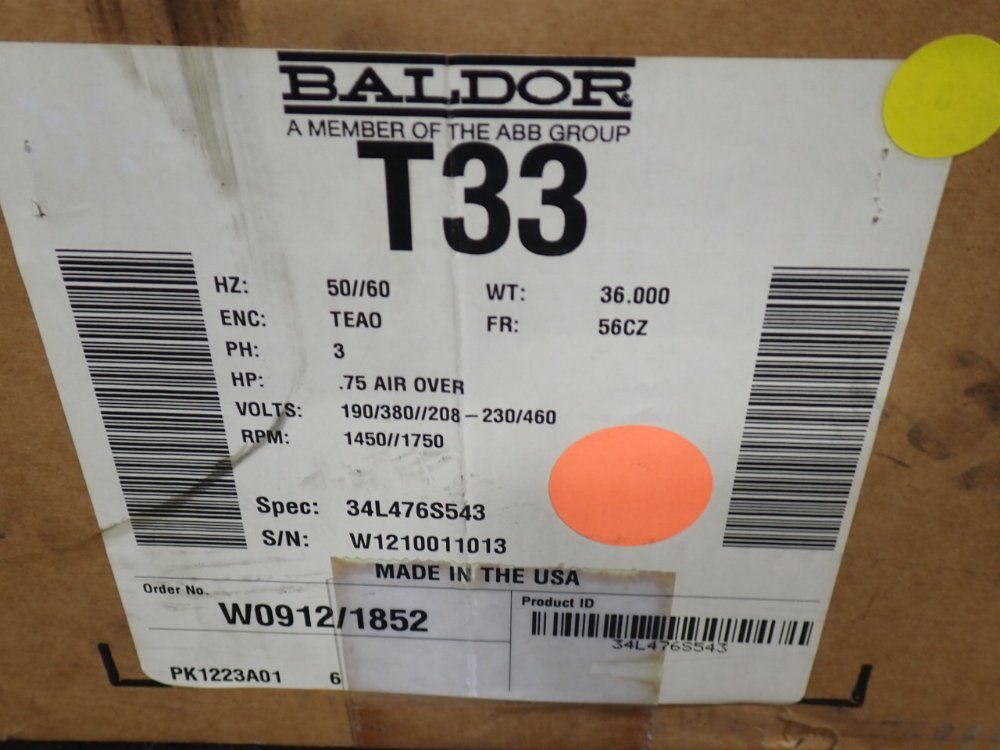 BALDOR
A MEMBER OF THE ABB GROUP
T33
HZ: 50//60 WT: 36.000
ENC: TEAO FR: 56CZ
PH: 3
HP: .75 AIR OVER
VOLTS: 190/380//208-230/460
RPM: 1450//1750
Spec: 34L476S543
S/N: W1210011013
MADE IN THE USA
Order No. Product ID
W0912/1852
34L476S543
PK1223A01 6